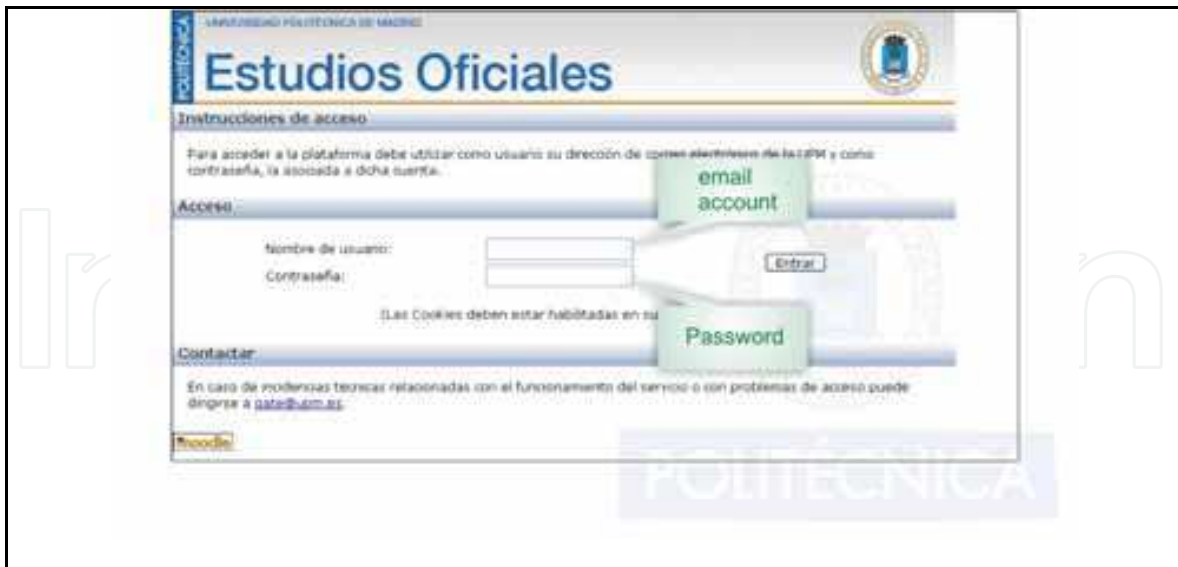 UNIVERSIDAD POLITÉCNICA DE MADRID
POLITÉCNICA
Estudios Oficiales
Instrucciones de acceso
Para acceder a la plataforma debe utilizar como usuario su dirección de correo electrónico de la UPM y como
contraseña, la asociada a dicha cuenta.
email
account
Acceso
Nombre de usuario:
Contraseña:
Entrar
(Las Cookies deben estar habilitadas en su
Password
Contactar
En caso de incidencias técnicas relacionadas con el funcionamiento del servicio o con problemas de acceso puede
dirigirse a gate@upm.es
moodle
POLITÉCNICA